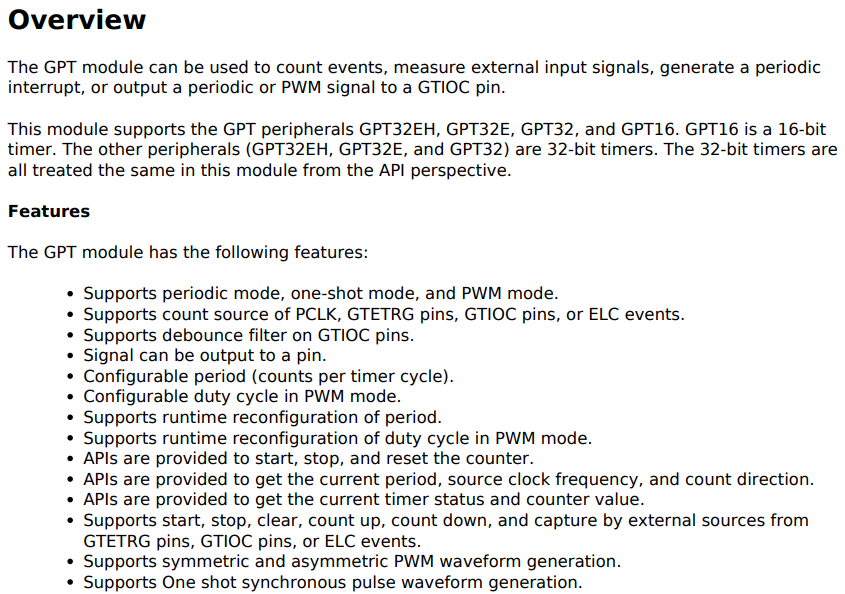 Overview
The GPT module can be used to count events, measure external input signals, generate a periodic
interrupt, or output a periodic or PWM signal to a GTIOC pin.
This module supports the GPT peripherals GPT32EH, GPT32E, GPT32, and GPT16. GPT16 is a 16-bit
timer. The other peripherals (GPT32EH, GPT32E, and GPT32) are 32-bit timers. The 32-bit timers are
all treated the same in this module from the API perspective.
Features
The GPT module has the following features:
• Supports periodic mode, one-shot mode, and PWM mode.
• Supports count source of PCLK, GTETRG pins, GTIOC pins, or ELC events.
• Supports debounce filter on GTIOC pins.
• Signal can be output to a pin.
• Configurable period (counts per timer cycle).
• Configurable duty cycle in PWM mode.
• Supports runtime reconfiguration of period.
• Supports runtime reconfiguration of duty cycle in PWM mode.
• APIs are provided to start, stop, and reset the counter.
• APIs are provided to get the current period, source clock frequency, and count direction.
• APIs are provided to get the current timer status and counter value.
• Supports start, stop, clear, count up, count down, and capture by external sources from
GTETRG pins, GTIOC pins, or ELC events.
• Supports symmetric and asymmetric PWM waveform generation.
• Supports One shot synchronous pulse waveform generation.